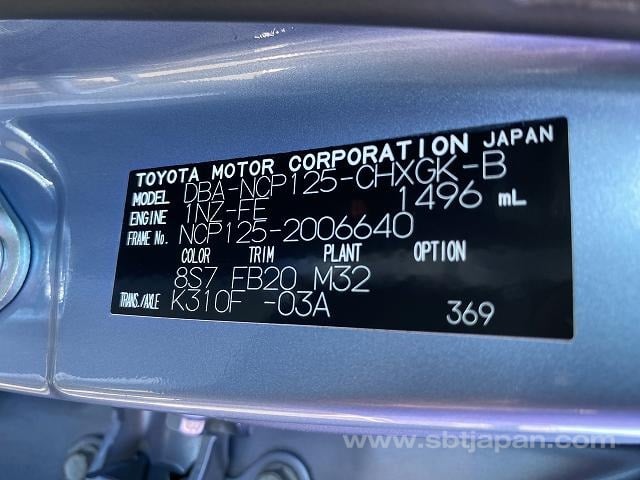 TOYOTA MOTOR CORPORATION JAPAN
MODEL DBA-NCP125-CHXGK-B
ENGINE 1NZ-FE 1496 mL
FRAME No. NCP125-2006640
COLOR TRIM PLANT OPTION
8S7 FB20 M32
TRANS./AXLE K310F -03A 369
www.sbtjapan.com